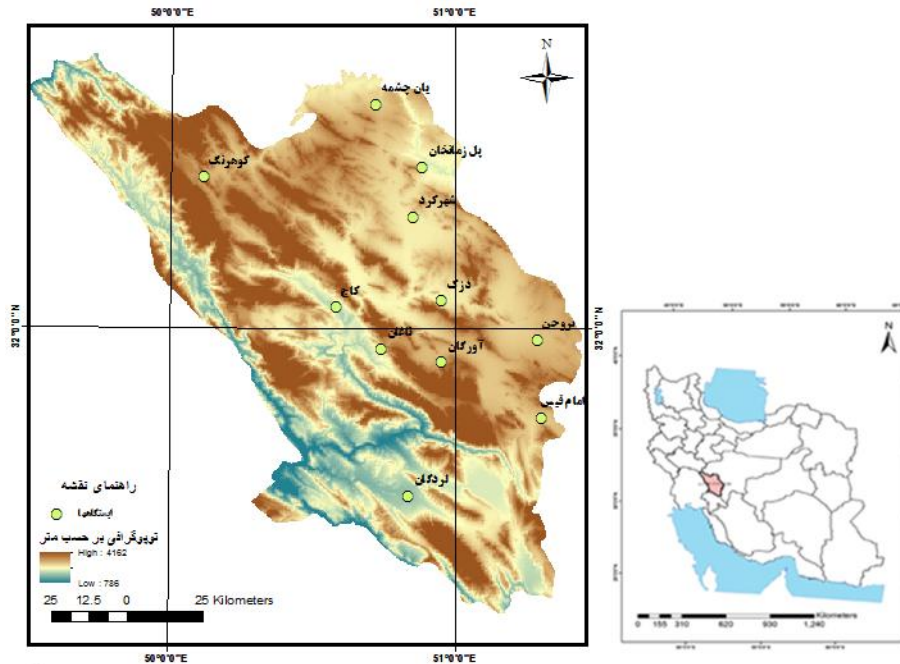 50°0'0"E
51°0'0"E
N
یان چشمه
پل زمانخان
کوهرنگ
شهرکرد
دزک
کاج
بروجن
32°0'0"N
32°0'0"N
ناغان
آورگان
امام قیس
لردگان
راهنمای نقشه
ایستگاهها
توپوگرافی بر حسب متر
High : 4162
Low : 786
25 12.5 0 25 Kilometers
50°0'0"E
51°0'0"E
N
Kilometers
0 155 310 620 930 1,240